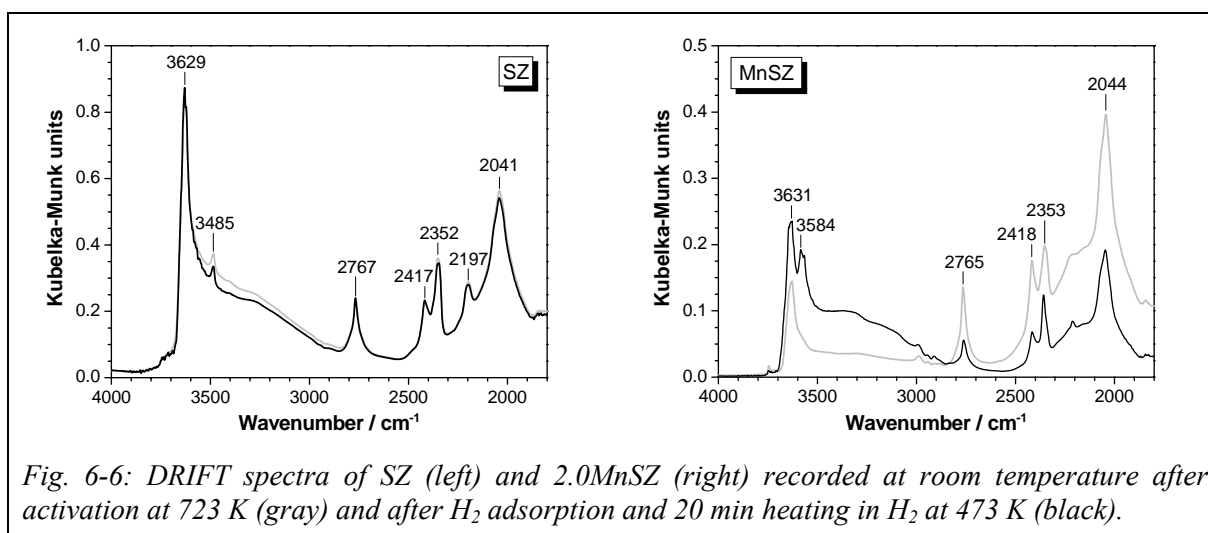 1.0
0.8
0.6
0.4
0.2
0.0
Kubelka-Munk units
3629
3485
2767
2417
2352
2197
2041
SZ
4000 3500 3000 2500 2000
Wavenumber / cm-1
0.5
0.4
0.3
0.2
0.1
0.0
Kubelka-Munk units
MnSZ
3631
3584
2765
2418
2353
2044
4000 3500 3000 2500 2000
Wavenumber / cm-1
Fig. 6-6: DRIFT spectra of SZ (left) and 2.0MnSZ (right) recorded at room temperature after
activation at 723 K (gray) and after H2 adsorption and 20 min heating in H2 at 473 K (black).